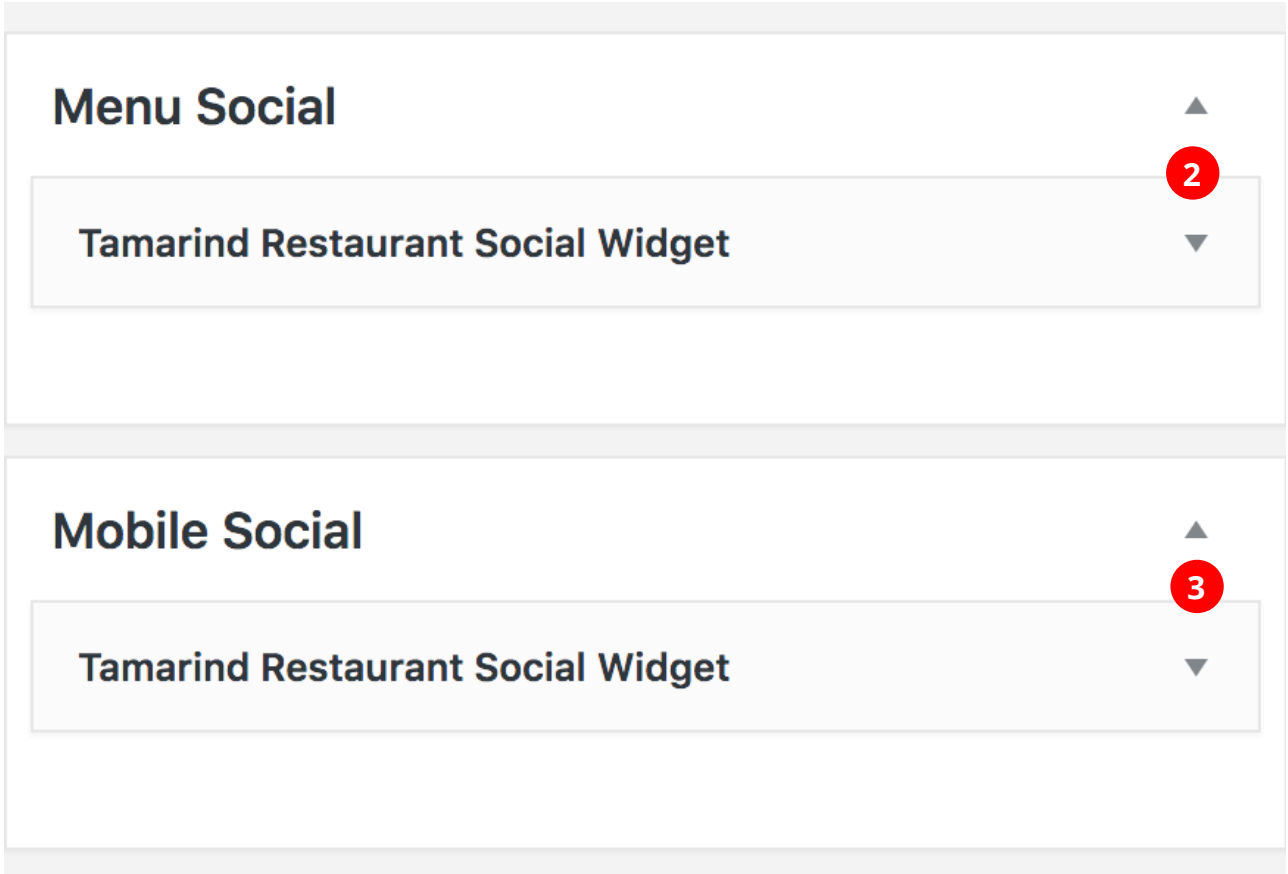 Menu Social
2
Tamarind Restaurant Social Widget
Mobile Social
3
Tamarind Restaurant Social Widget